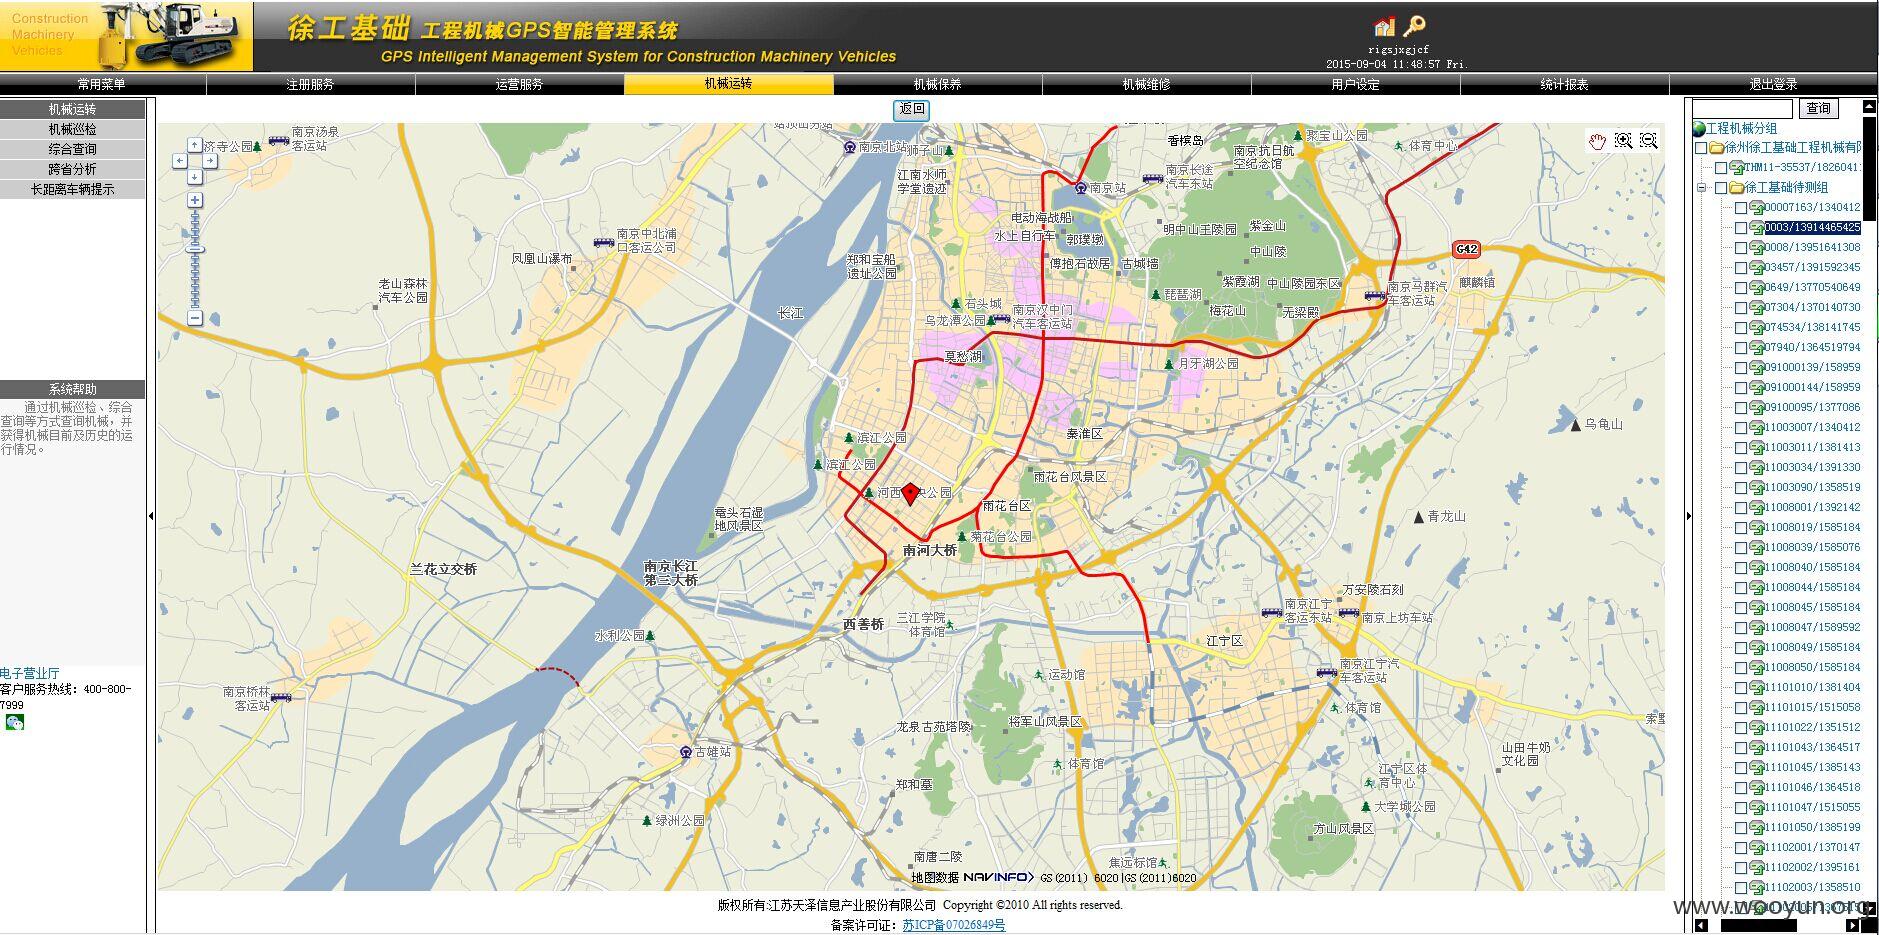 Construction
Machinery
Vehicles
徐工基础 工程机械GPS智能管理系统
GPS Intelligent Management System for Construction Machinery Vehicles
rigsjxgjcf
2015-09-04 11:48:57 Fri.
常用菜单
注册服务
运营服务
机械运转
机械保养
机械维修
用户设定
统计报表
退出登录
机械运转
机械巡检
综合查询
跨省分析
长距离车辆提示
系统帮助
通过机械巡检、综合
查询等方式查询机械，并
获得机械目前及历史的运
行情况。
电子营业厅
客户服务热线：400-800-
7999
返回
济寺公园
南京汤泉
客运站
南京北站
狮子山
香槟岛
南京抗日航
空纪念馆
聚宝山公园
体育中心
江南水师
学堂遗迹
南京站
南京长途
汽车东站
电动海战船
水上自行车
郭璞墩
明中山王陵园
紫金山
中山陵
G42
南京中北浦
口客运公司
凤凰山瀑布
郑和宝船
遗址公园
傅抱石故居
古城墙
紫霞湖
中山陵园东区
南京马群汽
车客运站
麒麟镇
老山森林
汽车公园
长江
石头城
乌龙潭公园
南京汉中门
汽车客运站
琵琶湖
梅花山
无梁殿
莫愁湖
月牙湖公园
滨江公园
秦淮区
乌龟山
滨江公园
雨花台风景区
河西
央公园
雨花台区
鳖头石湿
地风景区
青龙山
菊花台公园
南河大桥
兰花立交桥
南京长江
第三大桥
万安陵石刻
南京江宁
客运东站
南京上坊车站
三江学院
体育馆
西善桥
水利公园
江宁区
南京江宁汽
车客运站
运动馆
南京桥林
客运站
体育馆
龙泉古苑塔陵
将军山风景区
古雄站
山田牛奶
文化园
体育馆
江宁区体
育中心
郑和墓
大学城公园
绿洲公园
方山风景区
南唐二陵
焦远标馆
地图数据 NAVINFO GS(2011) 6020|GS(2011)6020
版权所有:江苏天泽信息产业股份有限公司 Copyright ©2010 All rights reserved.
备案许可证：苏ICP备07026849号
查询
工程机械分组
徐州徐工基础工程机械有限
THM11-35537/1826041
徐工基础待测组
00007163/1340412
0003/13914465425
0008/13951641308
03457/1391592345
0649/13770540649
07304/1370140730
074534/138141745
07940/1364519794
091000139/158959
091000144/158959
09100095/1377086
11003007/1340412
11003011/1381413
11003034/1391330
11003090/1358519
11008001/1392142
11008019/1585184
11008039/1585076
11008040/1585184
11008044/1585184
11008045/1585184
11008047/1589592
11008049/1585184
11008050/1585184
11101010/1381404
11101015/1515058
11101022/1351512
11101043/1364517
11101045/1385143
11101046/1364518
11101047/1515055
11101050/1385199
11102001/1370147
11102002/1395161
11102003/1358510
www.wooyun.org